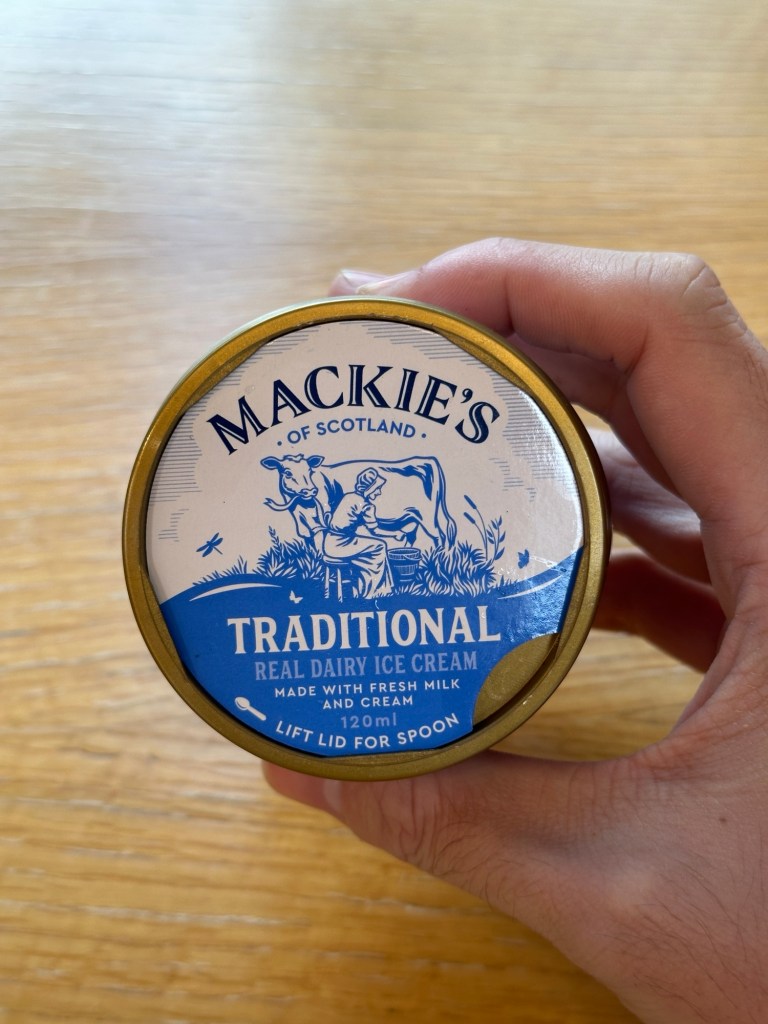 MACKIE'S
· OF SCOTLAND ·
TRADITIONAL
REAL DAIRY ICE CREAM
MADE WITH FRESH MILK
AND CREAM
120ml
LIFT LID FOR SPOON